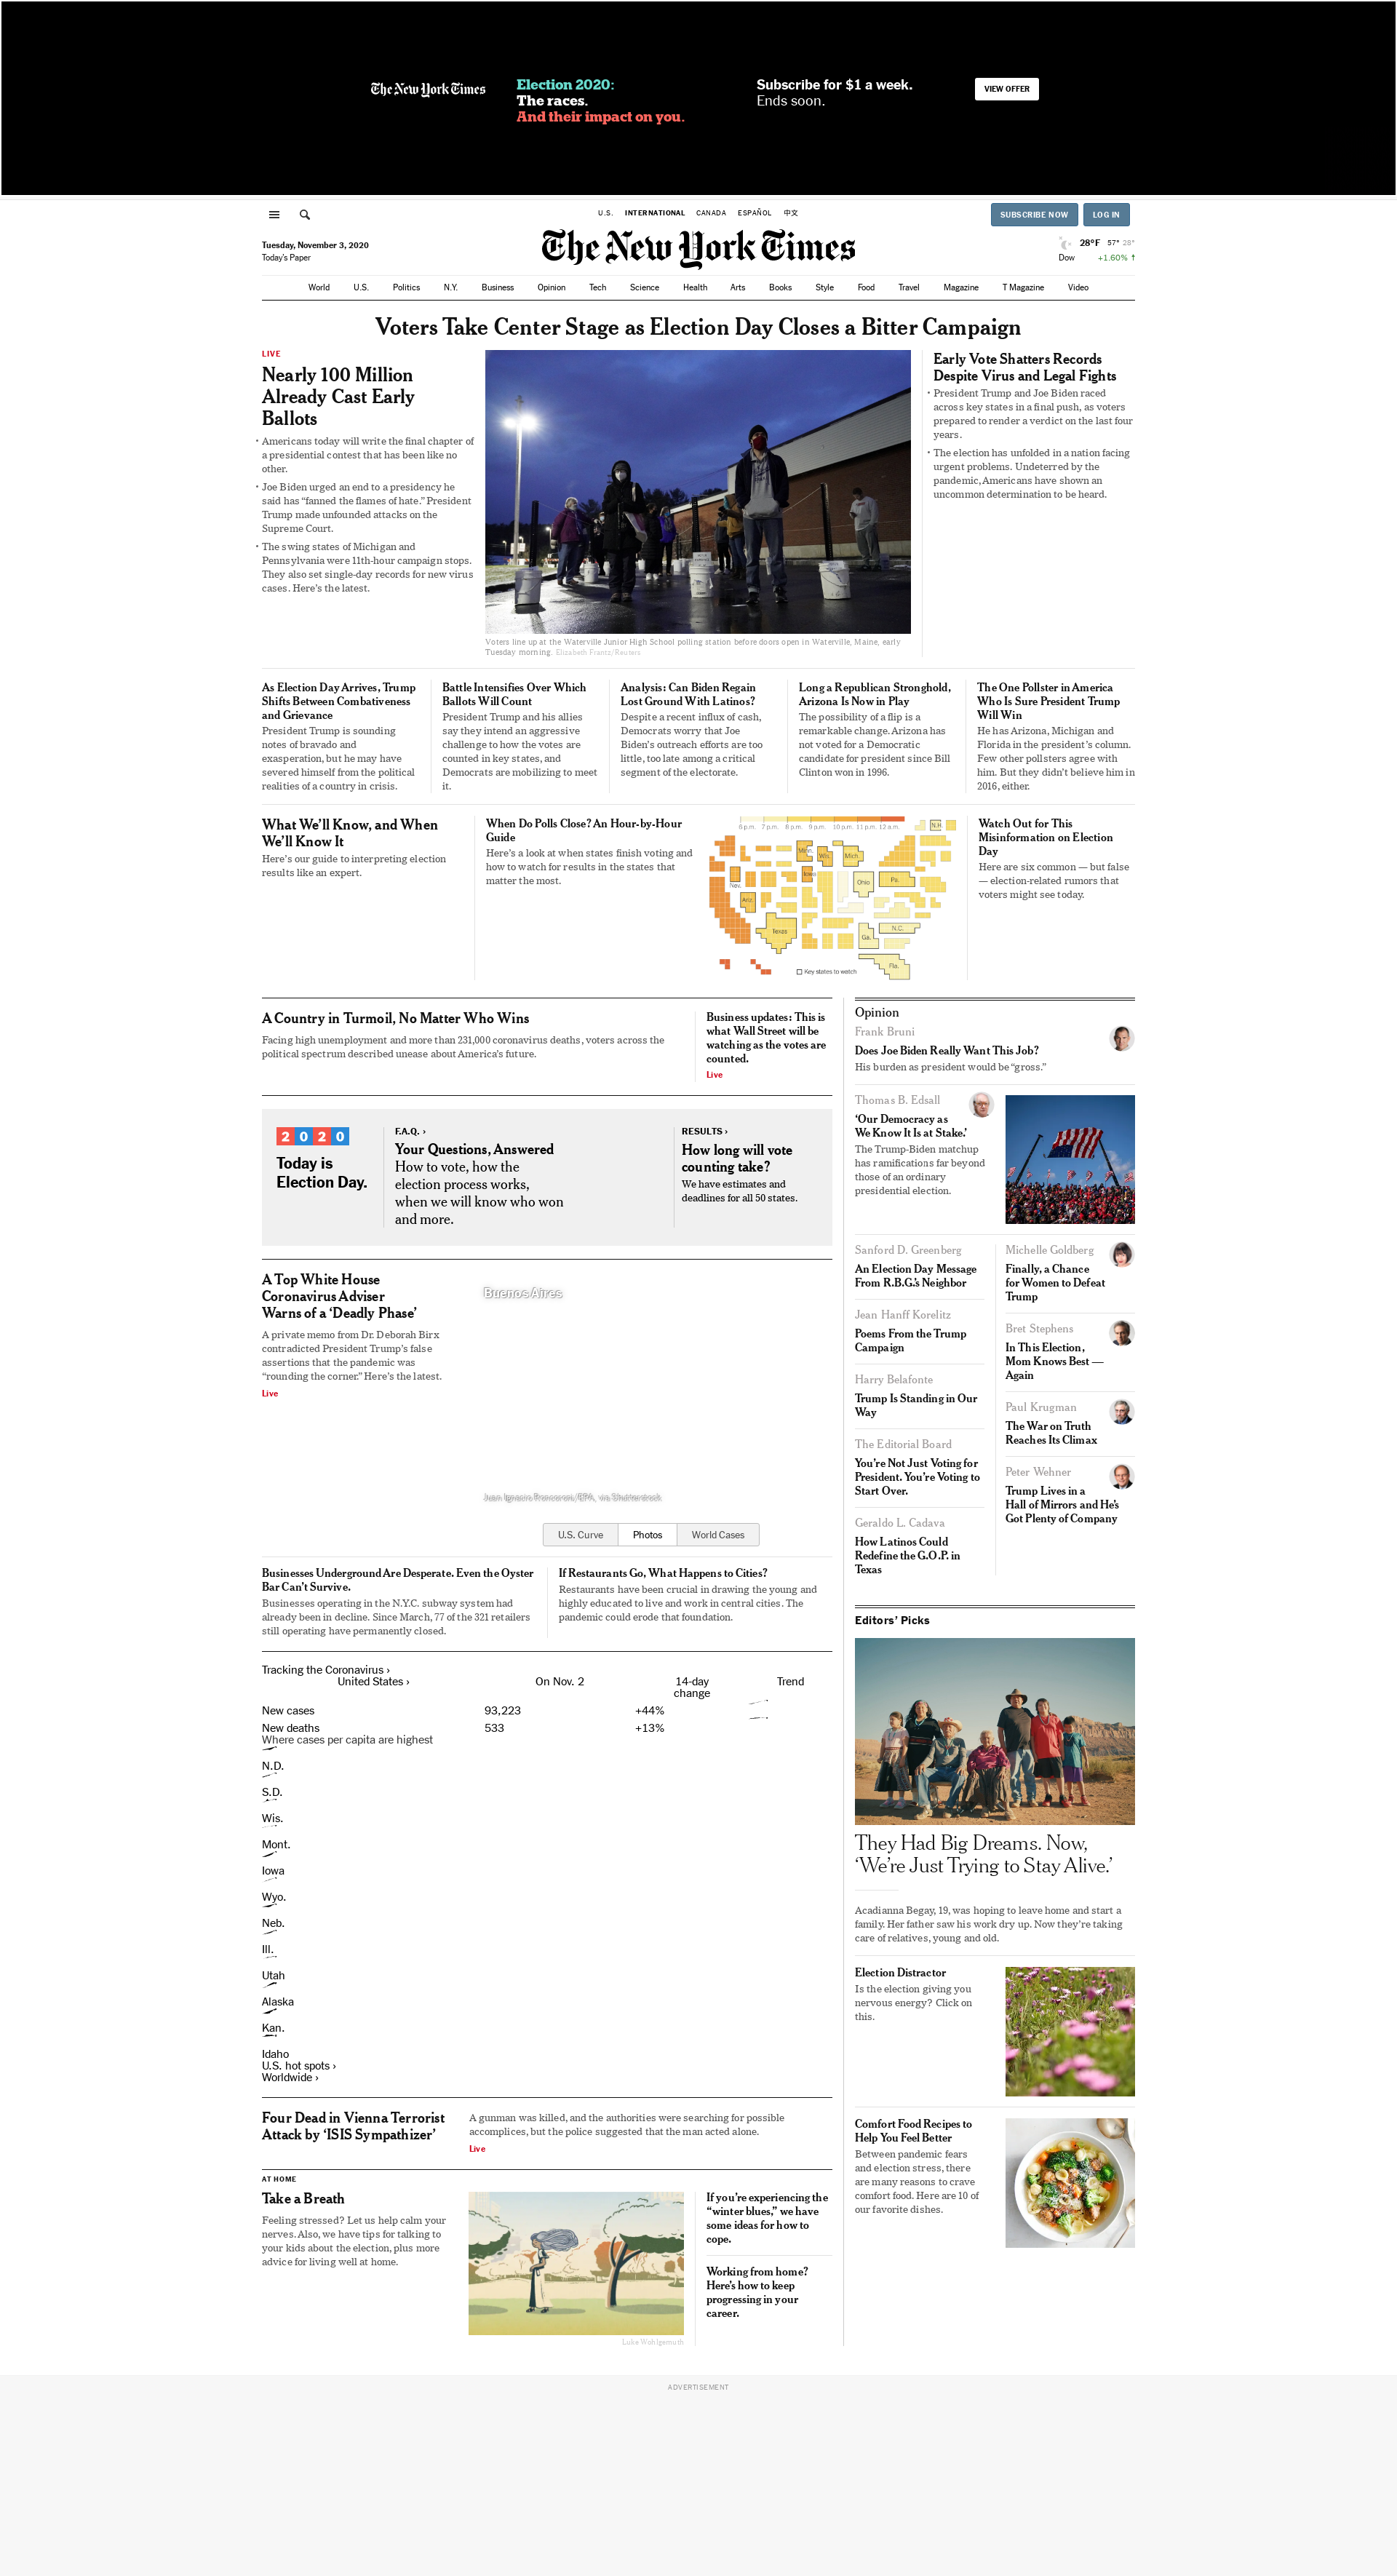 The New York Times
Election 2020:
The races.
And their impact on you.
Subscribe for $1 a week.
Ends soon.
VIEW OFFER
U.S. INTERNATIONAL CANADA ESPAÑOL 中文
SUBSCRIBE NOW LOG IN
Tuesday, November 3, 2020
Today's Paper
The New York Times
28°F 57° 28°
Dow +1.60% ↑
World U.S. Politics N.Y. Business Opinion Tech Science Health Arts Books Style Food Travel Magazine T Magazine Video
Voters Take Center Stage as Election Day Closes a Bitter Campaign
LIVE
Nearly 100 Million
Already Cast Early
Ballots
• Americans today will write the final chapter of
a presidential contest that has been like no
other.
• Joe Biden urged an end to a presidency he
said has “fanned the flames of hate.” President
Trump made unfounded attacks on the
Supreme Court.
• The swing states of Michigan and
Pennsylvania were 11th-hour campaign stops.
They also set single-day records for new virus
cases. Here’s the latest.
Voters line up at the Waterville Junior High School polling station before doors open in Waterville, Maine, early
Tuesday morning. Elizabeth Frantz/Reuters
Early Vote Shatters Records
Despite Virus and Legal Fights
• President Trump and Joe Biden raced
across key states in a final push, as voters
prepared to render a verdict on the last four
years.
• The election has unfolded in a nation facing
urgent problems. Undeterred by the
pandemic, Americans have shown an
uncommon determination to be heard.
As Election Day Arrives, Trump
Shifts Between Combativeness
and Grievance
President Trump is sounding
notes of bravado and
exasperation, but he may have
severed himself from the political
realities of a country in crisis.
Battle Intensifies Over Which
Ballots Will Count
President Trump and his allies
say they intend an aggressive
challenge to how the votes are
counted in key states, and
Democrats are mobilizing to meet
it.
Analysis: Can Biden Regain
Lost Ground With Latinos?
Despite a recent influx of cash,
Democrats worry that Joe
Biden’s outreach efforts are too
little, too late among a critical
segment of the electorate.
Long a Republican Stronghold,
Arizona Is Now in Play
The possibility of a flip is a
remarkable change. Arizona has
not voted for a Democratic
candidate for president since Bill
Clinton won in 1996.
The One Pollster in America
Who Is Sure President Trump
Will Win
He has Arizona, Michigan and
Florida in the president’s column.
Few other pollsters agree with
him. But they didn’t believe him in
2016, either.
What We’ll Know, and When
We’ll Know It
Here’s our guide to interpreting election
results like an expert.
When Do Polls Close? An Hour-by-Hour
Guide
Here’s a look at when states finish voting and
how to watch for results in the states that
matter the most.
6 p.m. 7 p.m. 8 p.m. 9 p.m. 10 p.m. 11 p.m. 12 a.m.
N.H.
Minn. Wis. Mich.
Nev. Iowa Ohio Pa.
Ariz.
Texas Ga. N.C.
Fla.
Key states to watch
Watch Out for This
Misinformation on Election
Day
Here are six common — but false
— election-related rumors that
voters might see today.
A Country in Turmoil, No Matter Who Wins
Facing high unemployment and more than 231,000 coronavirus deaths, voters across the
political spectrum described unease about America’s future.
Business updates: This is
what Wall Street will be
watching as the votes are
counted.
Live
2020
Today is
Election Day.
F.A.Q. ›
Your Questions, Answered
How to vote, how the
election process works,
when we will know who won
and more.
RESULTS ›
How long will vote
counting take?
We have estimates and
deadlines for all 50 states.
A Top White House
Coronavirus Adviser
Warns of a ‘Deadly Phase’
A private memo from Dr. Deborah Birx
contradicted President Trump’s false
assertions that the pandemic was
“rounding the corner.” Here’s the latest.
Live
Buenos Aires
Juan Ignacio Roncoroni/EPA, via Shutterstock
U.S. Curve Photos World Cases
Businesses Underground Are Desperate. Even the Oyster
Bar Can’t Survive.
Businesses operating in the N.Y.C. subway system had
already been in decline. Since March, 77 of the 321 retailers
still operating have permanently closed.
If Restaurants Go, What Happens to Cities?
Restaurants have been crucial in drawing the young and
highly educated to live and work in central cities. The
pandemic could erode that foundation.
Tracking the Coronavirus ›
United States › On Nov. 2 14-day
change Trend
New cases 93,223 +44%
New deaths 533 +13%
Where cases per capita are highest
N.D.
S.D.
Wis.
Mont.
Iowa
Wyo.
Neb.
Ill.
Utah
Alaska
Kan.
Idaho
U.S. hot spots ›
Worldwide ›
Four Dead in Vienna Terrorist
Attack by ‘ISIS Sympathizer’
A gunman was killed, and the authorities were searching for possible
accomplices, but the police suggested that the man acted alone.
Live
AT HOME
Take a Breath
Feeling stressed? Let us help calm your
nerves. Also, we have tips for talking to
your kids about the election, plus more
advice for living well at home.
Luke Wohlgemuth
If you’re experiencing the
“winter blues,” we have
some ideas for how to
cope.
Working from home?
Here’s how to keep
progressing in your
career.
Opinion
Frank Bruni
Does Joe Biden Really Want This Job?
His burden as president would be “gross.”
Thomas B. Edsall
‘Our Democracy as
We Know It Is at Stake.’
The Trump-Biden matchup
has ramifications far beyond
those of an ordinary
presidential election.
Sanford D. Greenberg
An Election Day Message
From R.B.G.’s Neighbor
Jean Hanff Korelitz
Poems From the Trump
Campaign
Harry Belafonte
Trump Is Standing in Our
Way
The Editorial Board
You’re Not Just Voting for
President. You’re Voting to
Start Over.
Geraldo L. Cadava
How Latinos Could
Redefine the G.O.P. in
Texas
Michelle Goldberg
Finally, a Chance
for Women to Defeat
Trump
Bret Stephens
In This Election,
Mom Knows Best —
Again
Paul Krugman
The War on Truth
Reaches Its Climax
Peter Wehner
Trump Lives in a
Hall of Mirrors and He’s
Got Plenty of Company
Editors’ Picks
They Had Big Dreams. Now,
‘We’re Just Trying to Stay Alive.’
Acadianna Begay, 19, was hoping to leave home and start a
family. Her father saw his work dry up. Now they’re taking
care of relatives, young and old.
Election Distractor
Is the election giving you
nervous energy? Click on
this.
Comfort Food Recipes to
Help You Feel Better
Between pandemic fears
and election stress, there
are many reasons to crave
comfort food. Here are 10 of
our favorite dishes.
ADVERTISEMENT